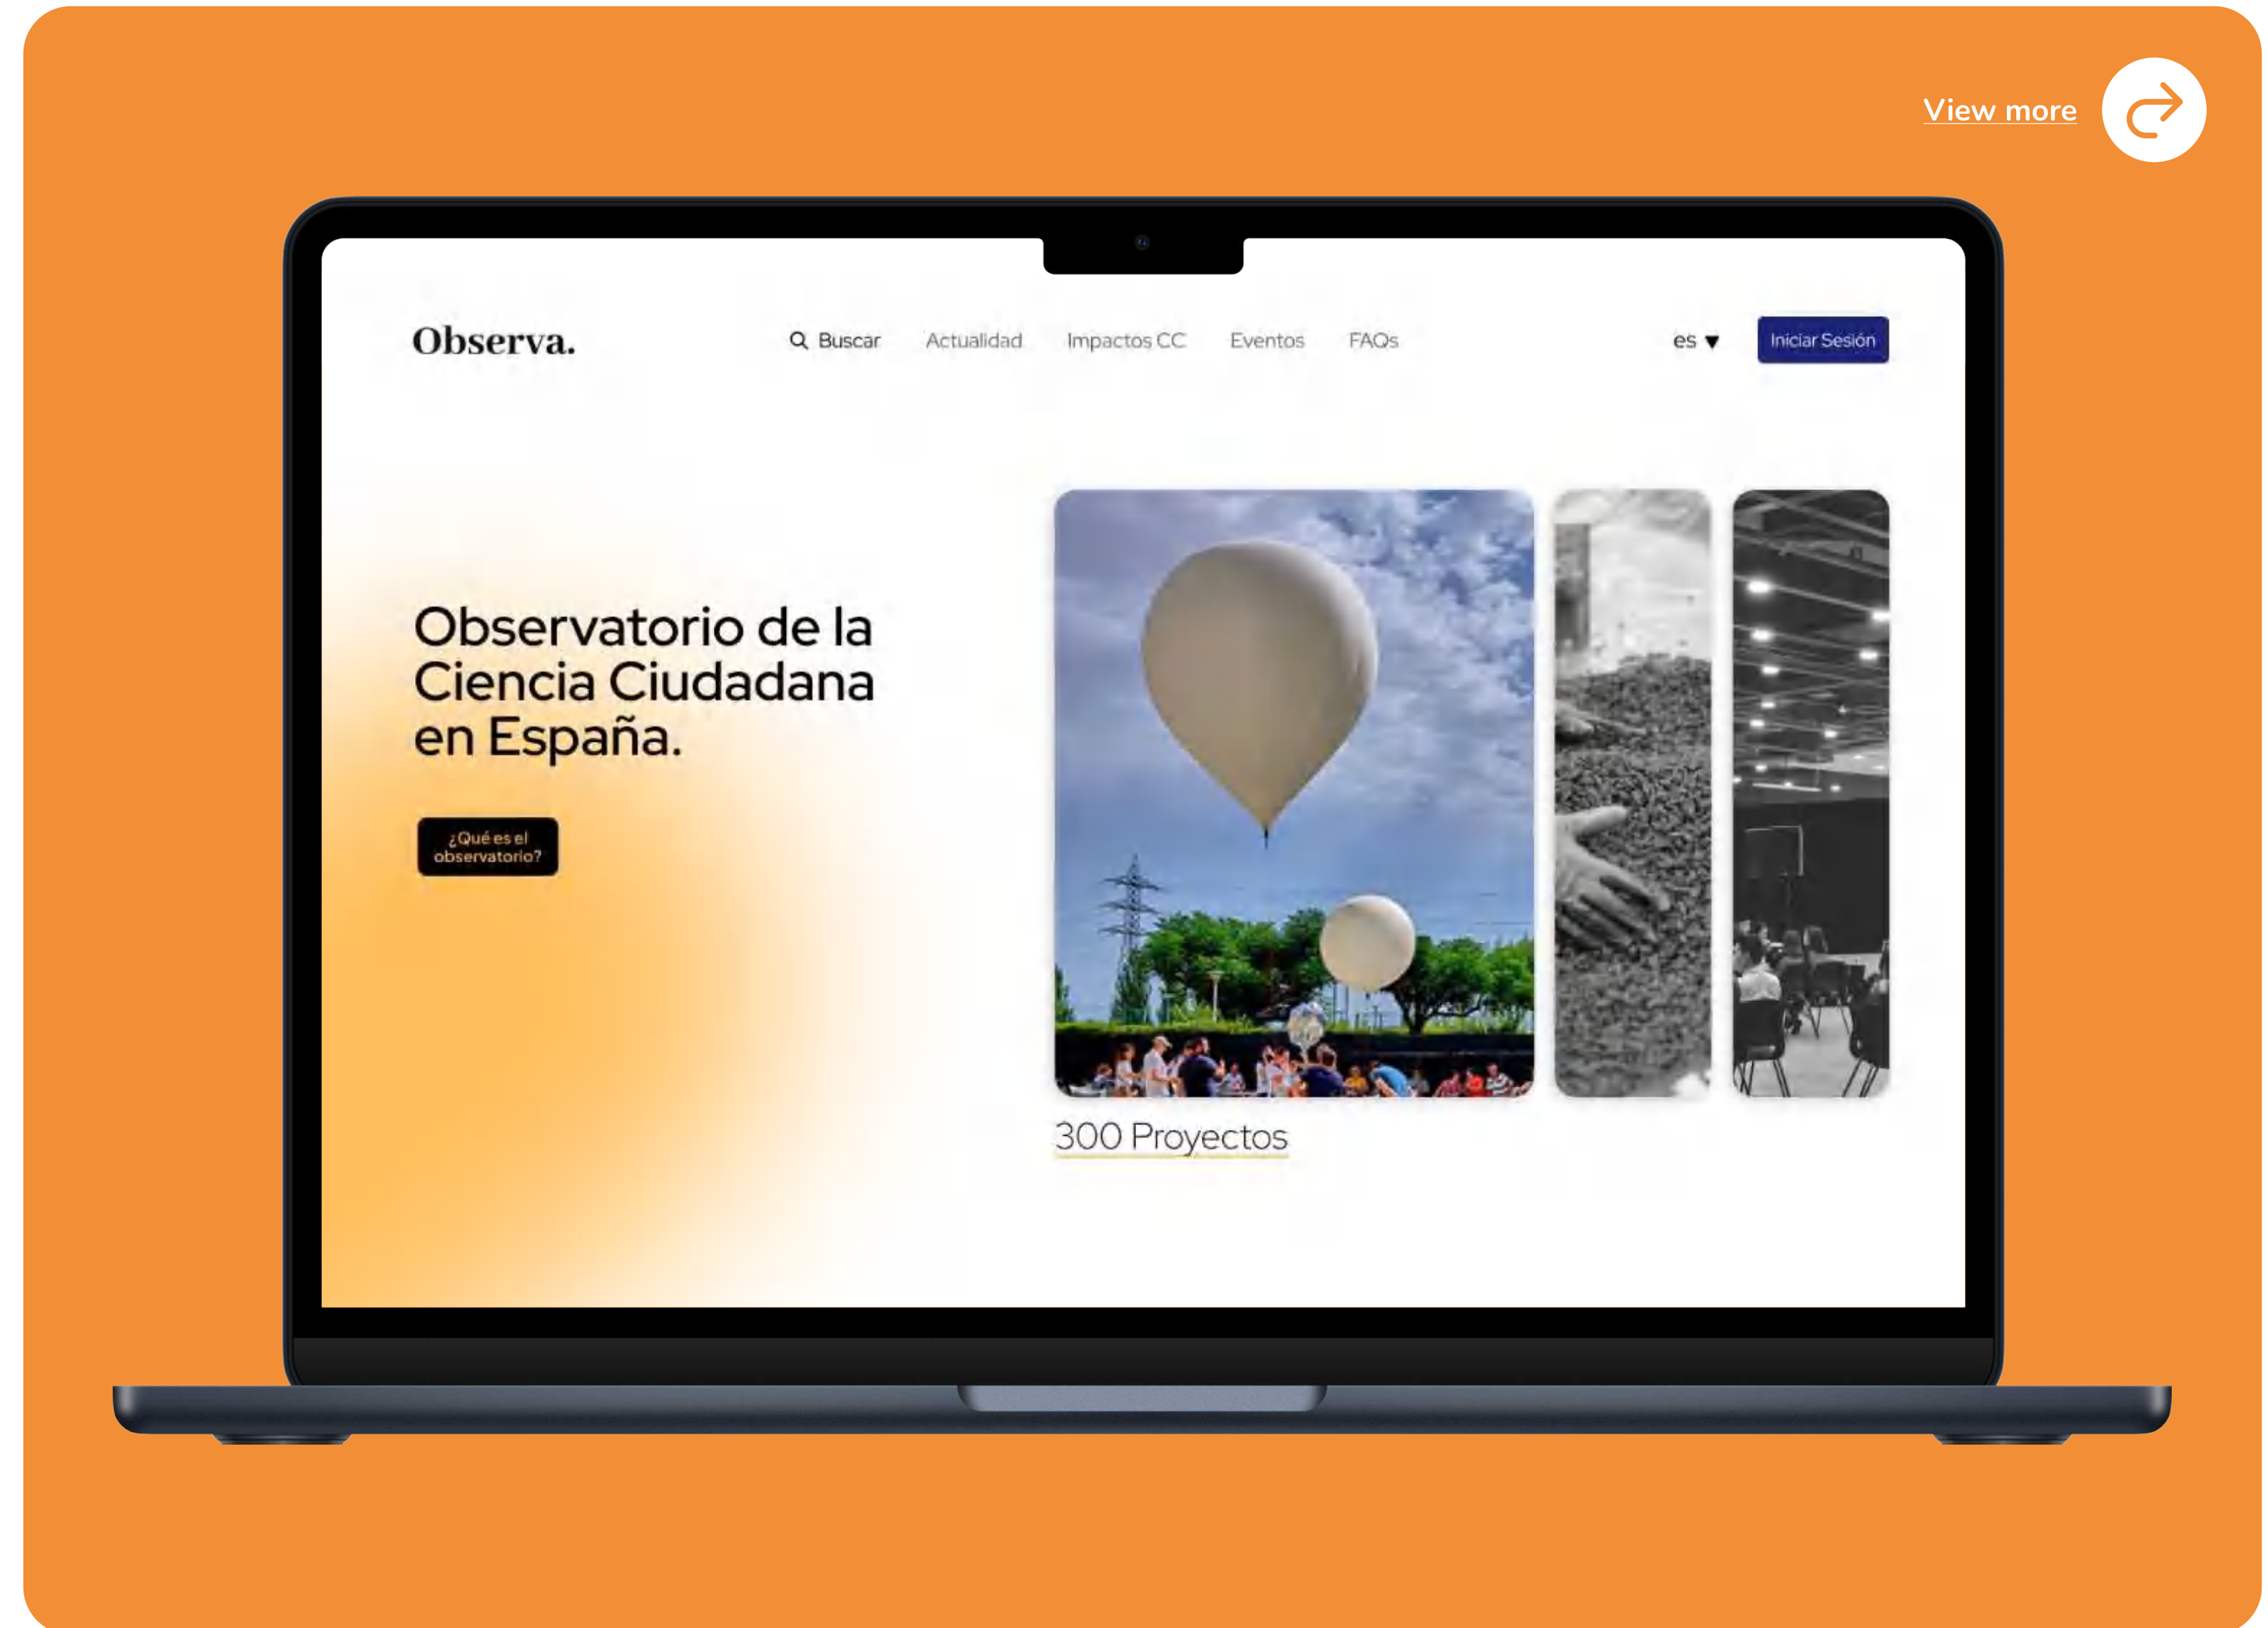 View more
Observa.
Buscar
Actualidad
Impactos CC
Eventos
FAQs
es
Iniciar Sesión
Observatorio de la
Ciencia Ciudadana
en España.
¿Qué es el
observatorio?
300 Proyectos